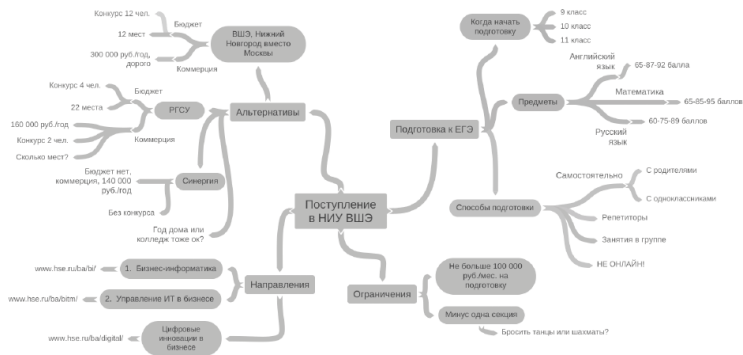 Поступление
в НИУ ВШЭ
Альтернативы
ВШЭ, Нижний
Новгород вместо
Москвы
Бюджет
Конкурс 12 чел.
12 мест
Коммерция
300 000 руб./год,
дорого
РГСУ
Бюджет
Конкурс 4 чел.
22 места
Коммерция
160 000 руб./год
Конкурс 2 чел.
Сколько мест?
Синергия
Бюджет нет,
коммерция, 140 000
руб./год
Без конкурса
Год дома или
колледж тоже ок?
Направления
1. Бизнес-информатика
www.hse.ru/ba/bi/
2. Управление ИТ в бизнесе
www.hse.ru/ba/bitm/
Цифровые
инновации в
бизнесе
www.hse.ru/ba/digital/
Подготовка к ЕГЭ
Когда начать
подготовку
9 класс
10 класс
11 класс
Предметы
Английский
язык
65-87-92 балла
Математика
65-85-95 баллов
Русский
язык
60-75-89 баллов
Способы подготовки
Самостоятельно
С родителями
С одноклассниками
Репетиторы
Занятия в группе
НЕ ОНЛАЙН!
Ограничения
Не больше 100 000
руб./мес. на
подготовку
Минус одна секция
Бросить танцы или шахматы?